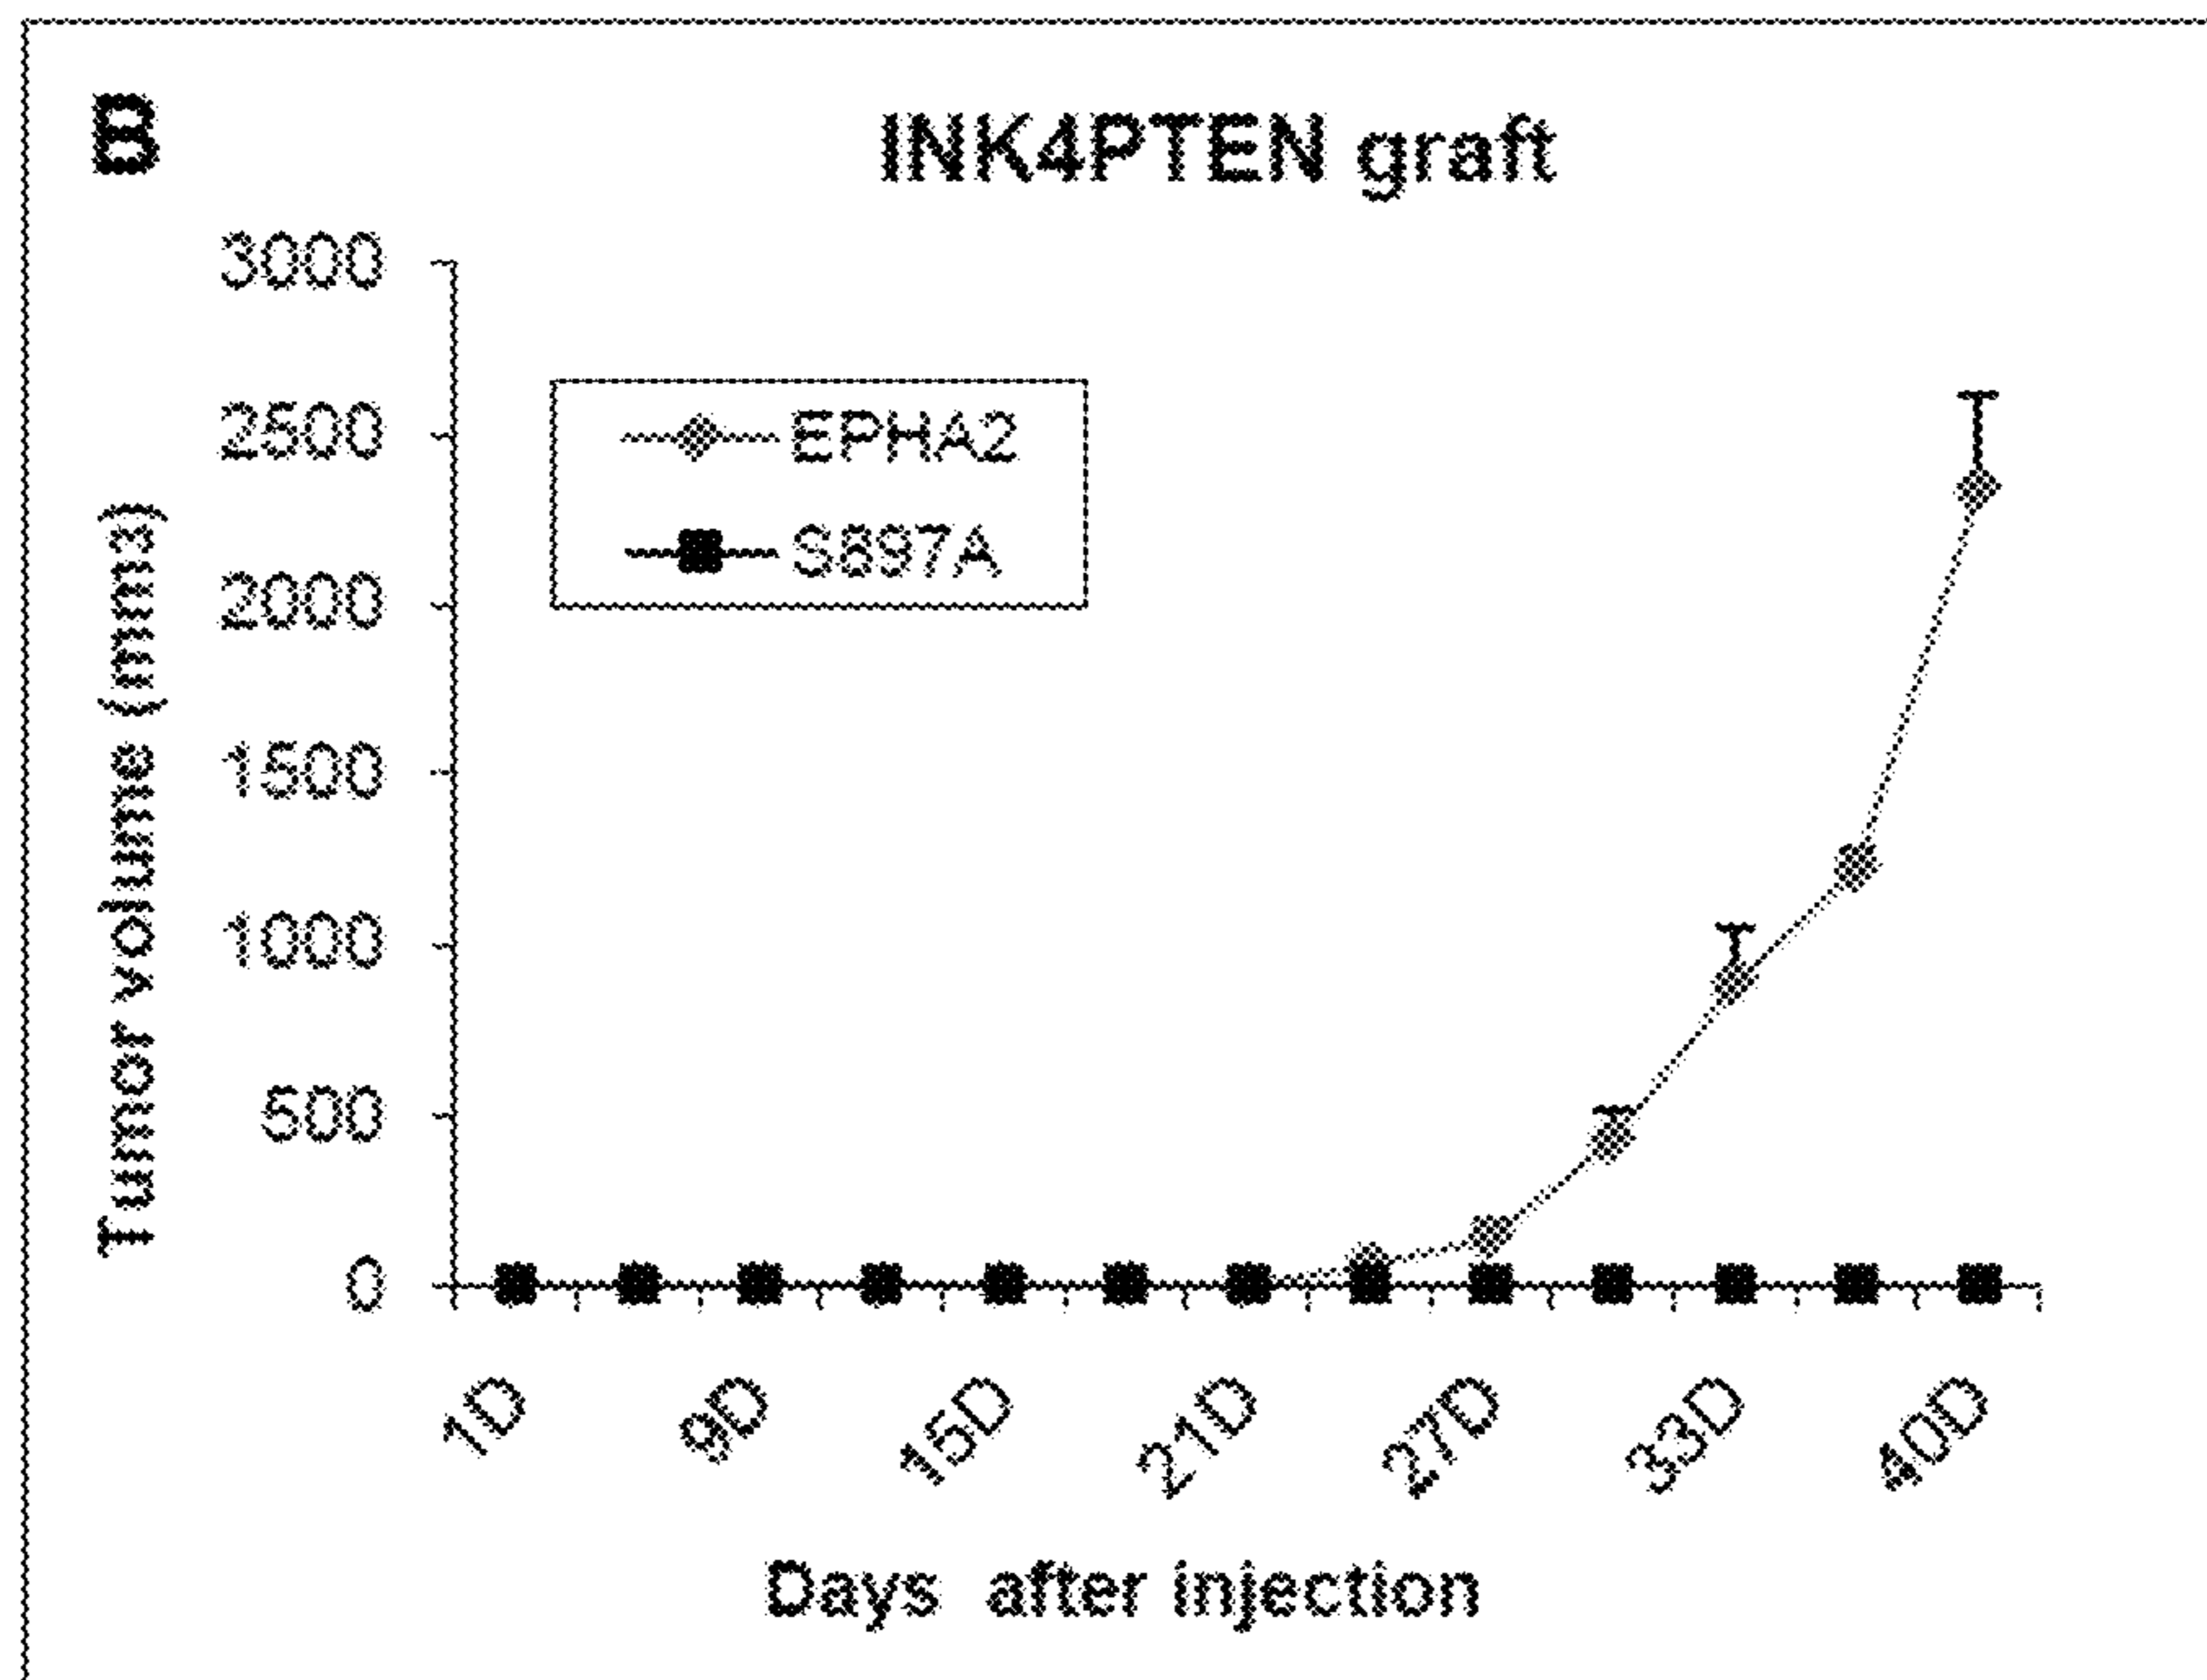 B
INK4PTEN graft
3000
2500
2000
1500
1000
500
0
Tumor volume (mm3)
EPHA2
S897A
1D
9D
15D
21D
27D
33D
40D
Days after injection